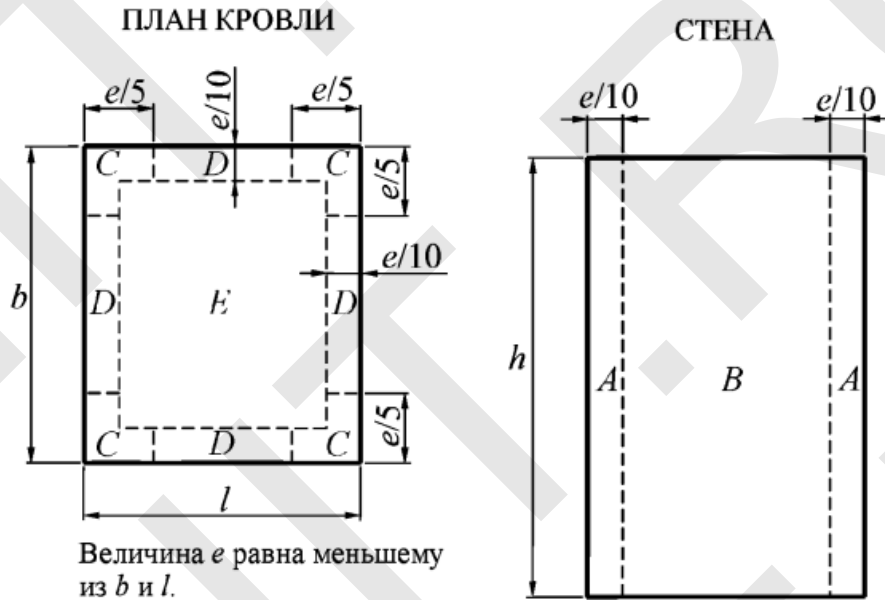 ПЛАН КРОВЛИ
e/5
e/10
e/5
C
D
C
e/5
e/10
b
D
E
D
C
D
C
e/5
l
Величина e равна меньшему
из b и l.
СТЕНА
e/10
e/10
h
A
B
A